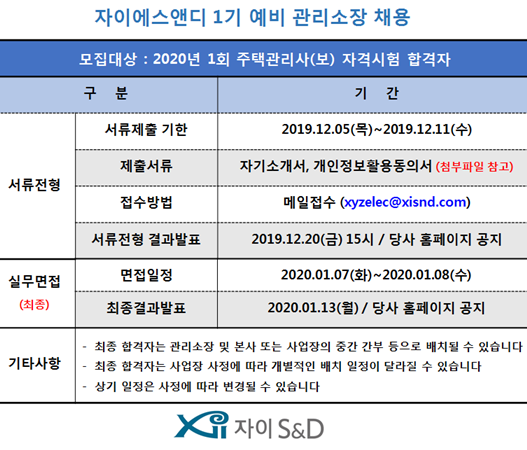 자이에스앤디 1기 예비 관리소장 채용
모집대상 : 2020년 1회 주택관리사(보) 자격시험 합격자
구 분 기 간
서류전형
서류제출 기한 2019.12.05(목)~2019.12.11(수)
제출서류 자기소개서, 개인정보활용동의서 (첨부파일 참고)
접수방법 메일접수 (xyzelec@xisnd.com)
서류전형 결과발표 2019.12.20(금) 15시 / 당사 홈페이지 공지
실무면접
(최종)
면접일정 2020.01.07(화)~2020.01.08(수)
최종결과발표 2020.01.13(월) / 당사 홈페이지 공지
기타사항
- 최종 합격자는 관리소장 및 본사 또는 사업장의 중간 간부 등으로 배치될 수 있습니다
- 최종 합격자는 사업장 사정에 따라 개별적인 배치 일정이 달라질 수 있습니다
- 상기 일정은 사정에 따라 변경될 수 있습니다
Xii 자이 S&D